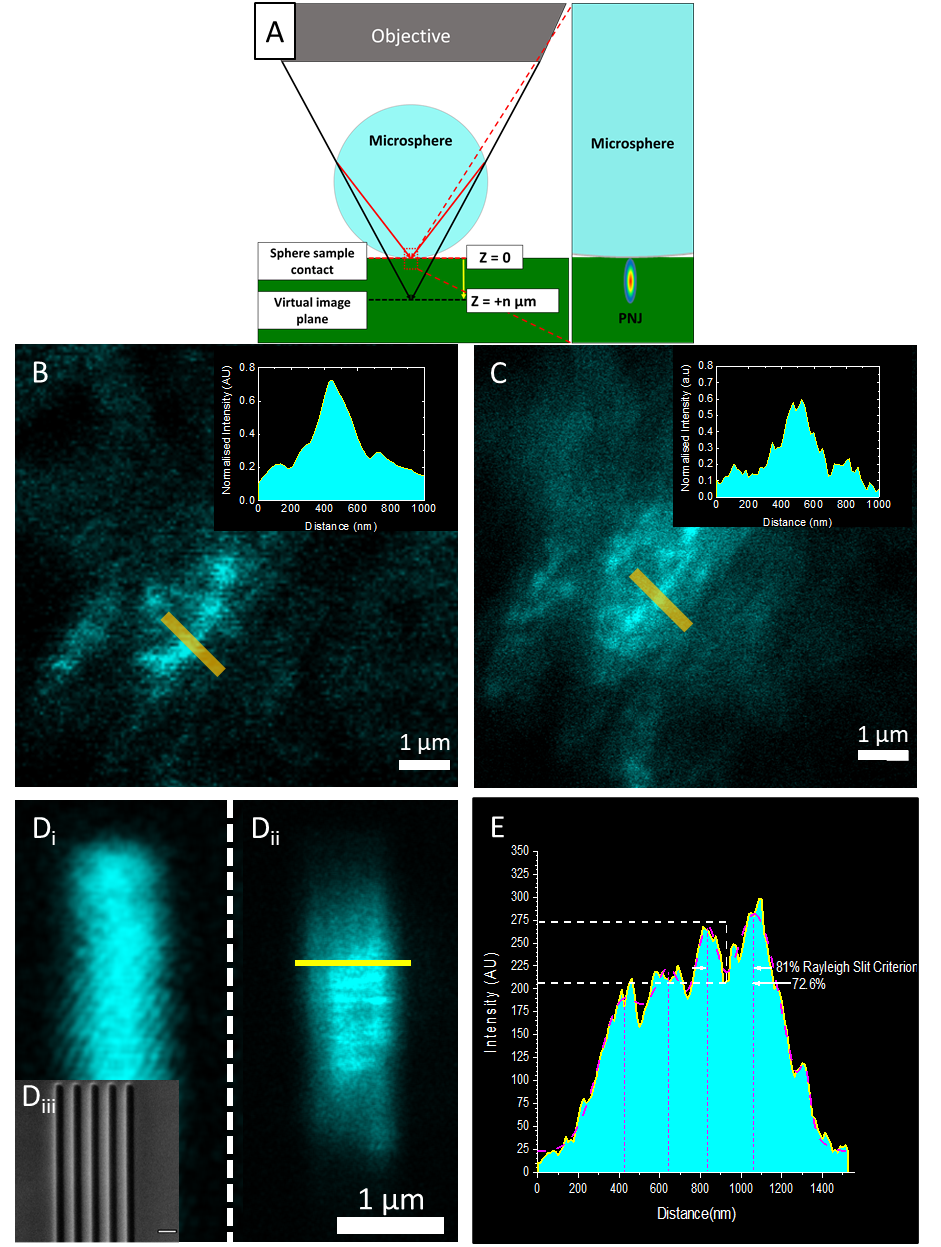 A
Objective
Microsphere
Microsphere
Sphere sample
contact
Z = 0
Virtual image
plane
Z = +n µm
PNJ
B
Normalised Intensity (AU)
0.8
0.6
0.4
0.2
0.0
0 200 400 600 800 1000
Distance (nm)
1 µm
C
Normalised Intensity (a.u)
0.8
0.7
0.6
0.5
0.4
0.3
0.2
0.1
0.0
0 200 400 600 800 1000
Distance (nm)
1 µm
Di
Dii
Diii
1 µm
E
Intensity (AU)
350
325
300
275
250
225
200
175
150
125
100
75
50
25
0
81% Rayleigh Slit Criterion
72.6%
0 200 400 600 800 1000 1200 1400
Distance(nm)